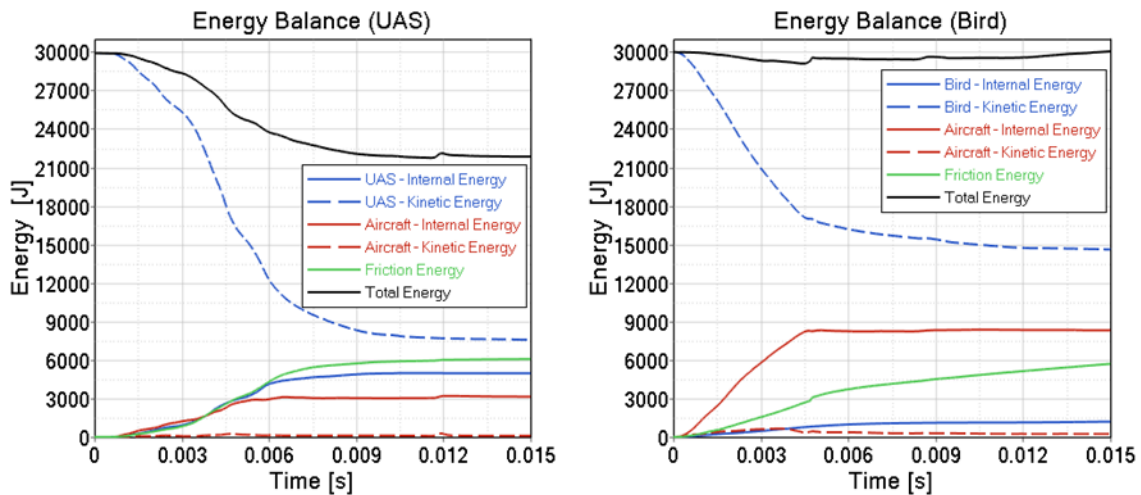 Energy Balance (UAS)
30000
27000
24000
21000
18000
15000
12000
9000
6000
3000
0
Energy [J]
UAS - Internal Energy
UAS - Kinetic Energy
Aircraft - Internal Energy
Aircraft - Kinetic Energy
Friction Energy
Total Energy
0 0.003 0.006 0.009 0.012 0.015
Time [s]
Energy Balance (Bird)
30000
27000
24000
21000
18000
15000
12000
9000
6000
3000
0
Energy [J]
Bird - Internal Energy
Bird - Kinetic Energy
Aircraft - Internal Energy
Aircraft - Kinetic Energy
Friction Energy
Total Energy
0 0.003 0.006 0.009 0.012 0.015
Time [s]